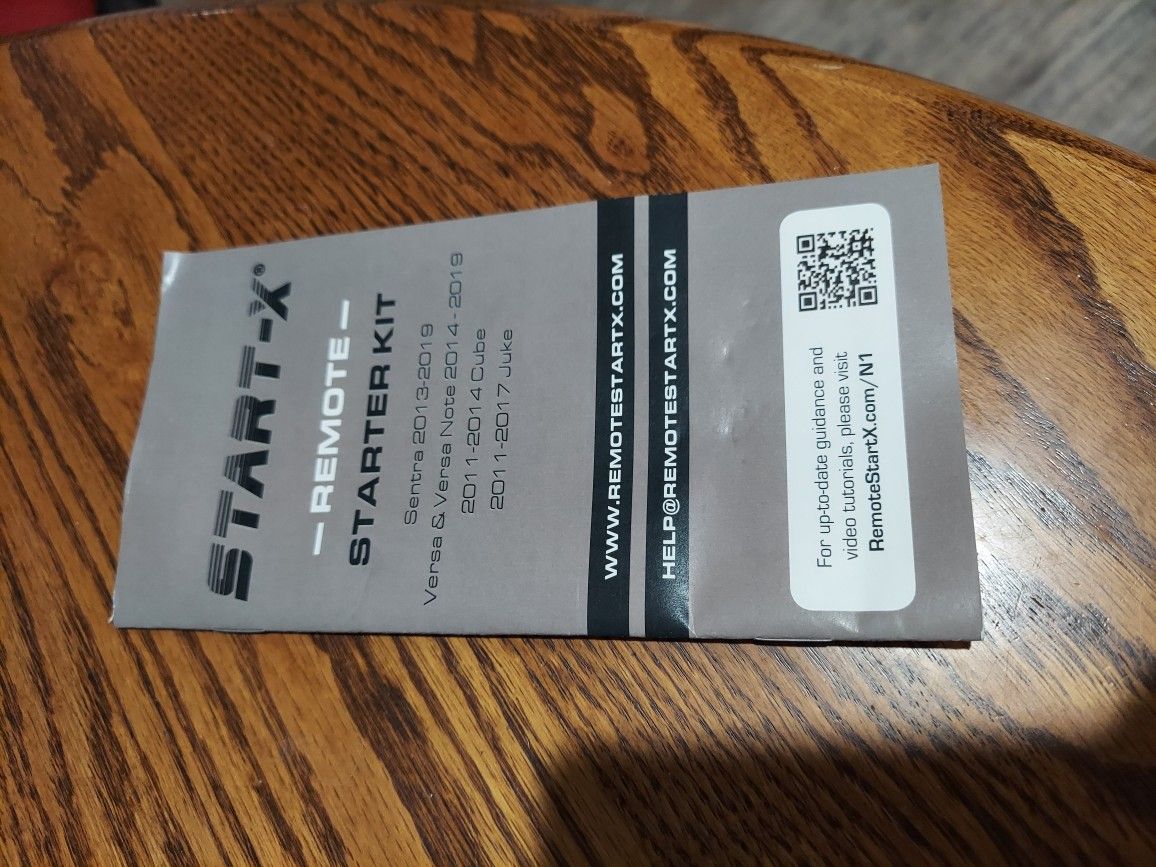 START-X®
—REMOTE—
STARTER KIT
Sentra 2013-2019
Versa & Versa Note 2014-2019
2011-2014 Cube
2011-2017 Juke
WWW.REMOTESTARTX.COM
HELP@REMOTESTARTX.COM
For up-to-date guidance and
video tutorials, please visit
RemoteStartX.com/N1